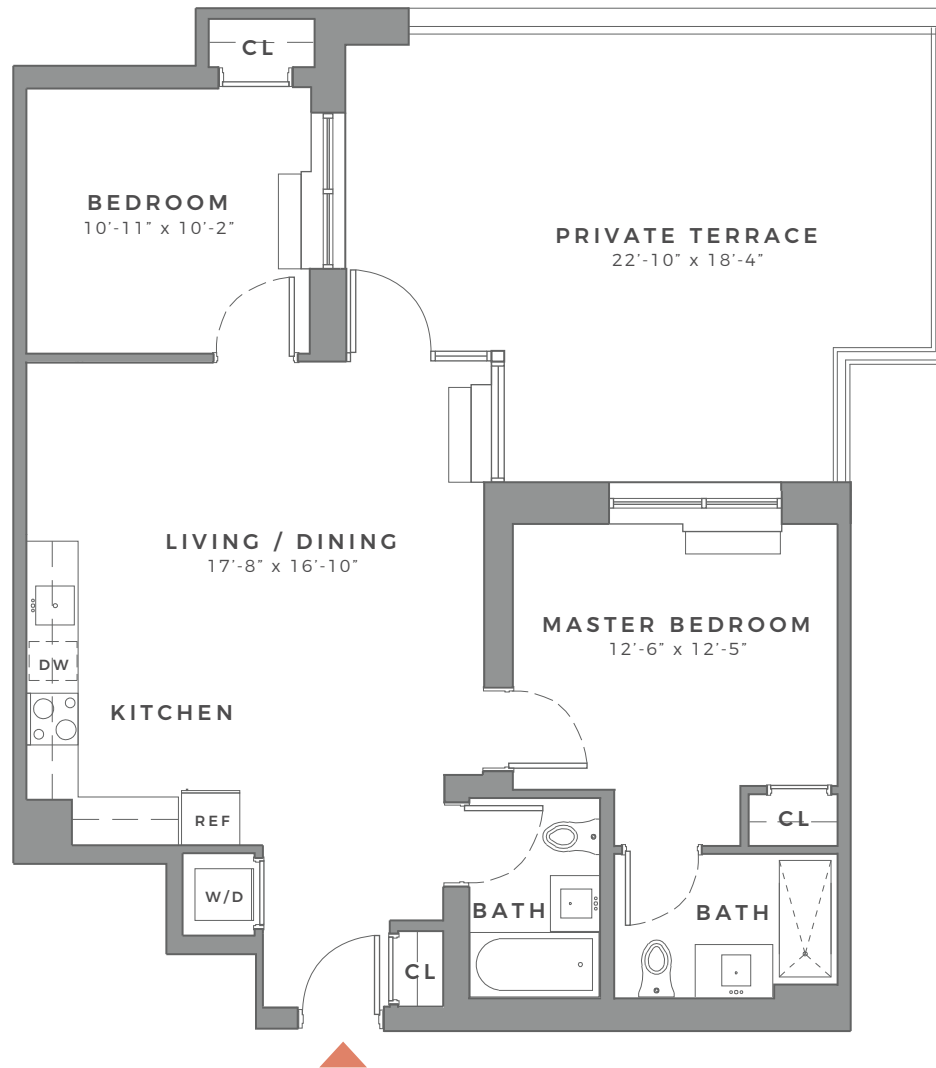 CL
BEDROOM
10’-11” x 10’-2”
PRIVATE TERRACE
22’-10” x 18’-4”
LIVING / DINING
17’-8” x 16’-10”
MASTER BEDROOM
12’-6” x 12’-5”
DW
KITCHEN
REF
CL
W/D
BATH
BATH
CL